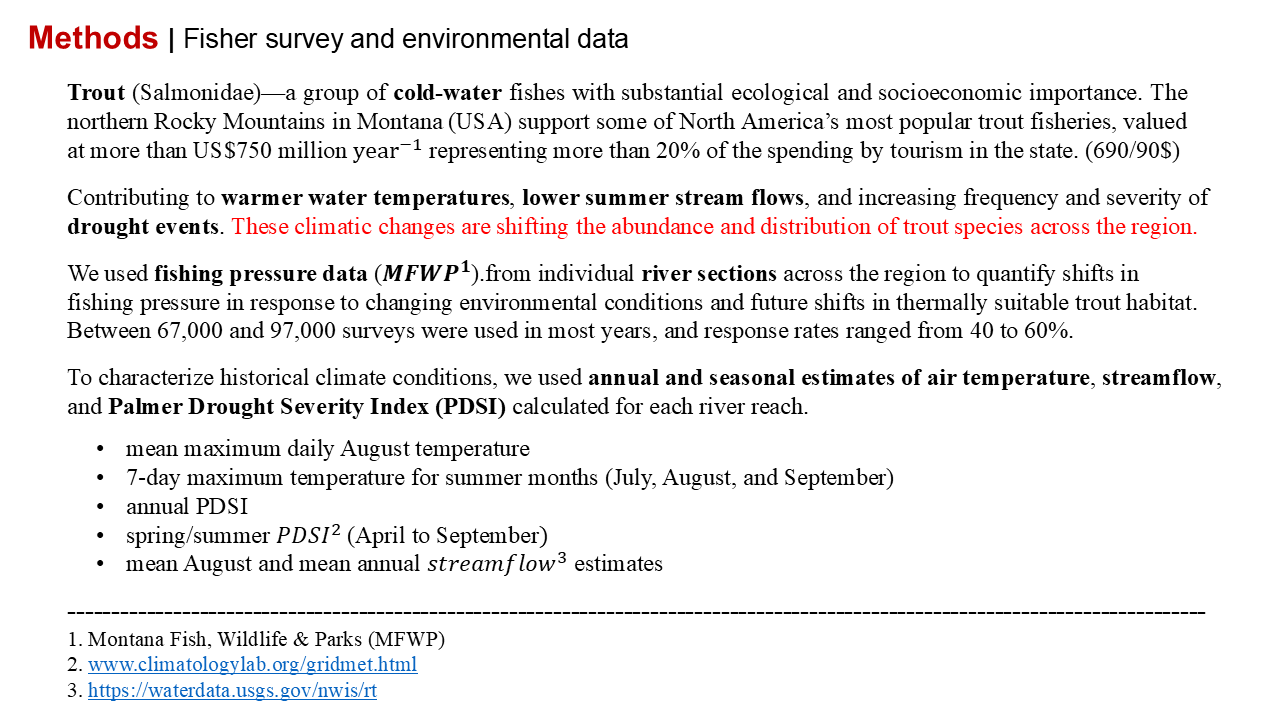 Methods | Fisher survey and environmental data
Trout (Salmonidae)—a group of cold-water fishes with substantial ecological and socioeconomic importance. The
northern Rocky Mountains in Montana (USA) support some of North America’s most popular trout fisheries, valued
at more than US$750 million year⁻¹ representing more than 20% of the spending by tourism in the state. (690/90$)
Contributing to warmer water temperatures, lower summer stream flows, and increasing frequency and severity of
drought events. These climatic changes are shifting the abundance and distribution of trout species across the region.
We used fishing pressure data (MFWP¹).from individual river sections across the region to quantify shifts in
fishing pressure in response to changing environmental conditions and future shifts in thermally suitable trout habitat.
Between 67,000 and 97,000 surveys were used in most years, and response rates ranged from 40 to 60%.
To characterize historical climate conditions, we used annual and seasonal estimates of air temperature, streamflow,
and Palmer Drought Severity Index (PDSI) calculated for each river reach.
• mean maximum daily August temperature
• 7-day maximum temperature for summer months (July, August, and September)
• annual PDSI
• spring/summer PDSI² (April to September)
• mean August and mean annual streamflow³ estimates
1. Montana Fish, Wildlife & Parks (MFWP)
2. www.climatologylab.org/gridmet.html
3. https://waterdata.usgs.gov/nwis/rt